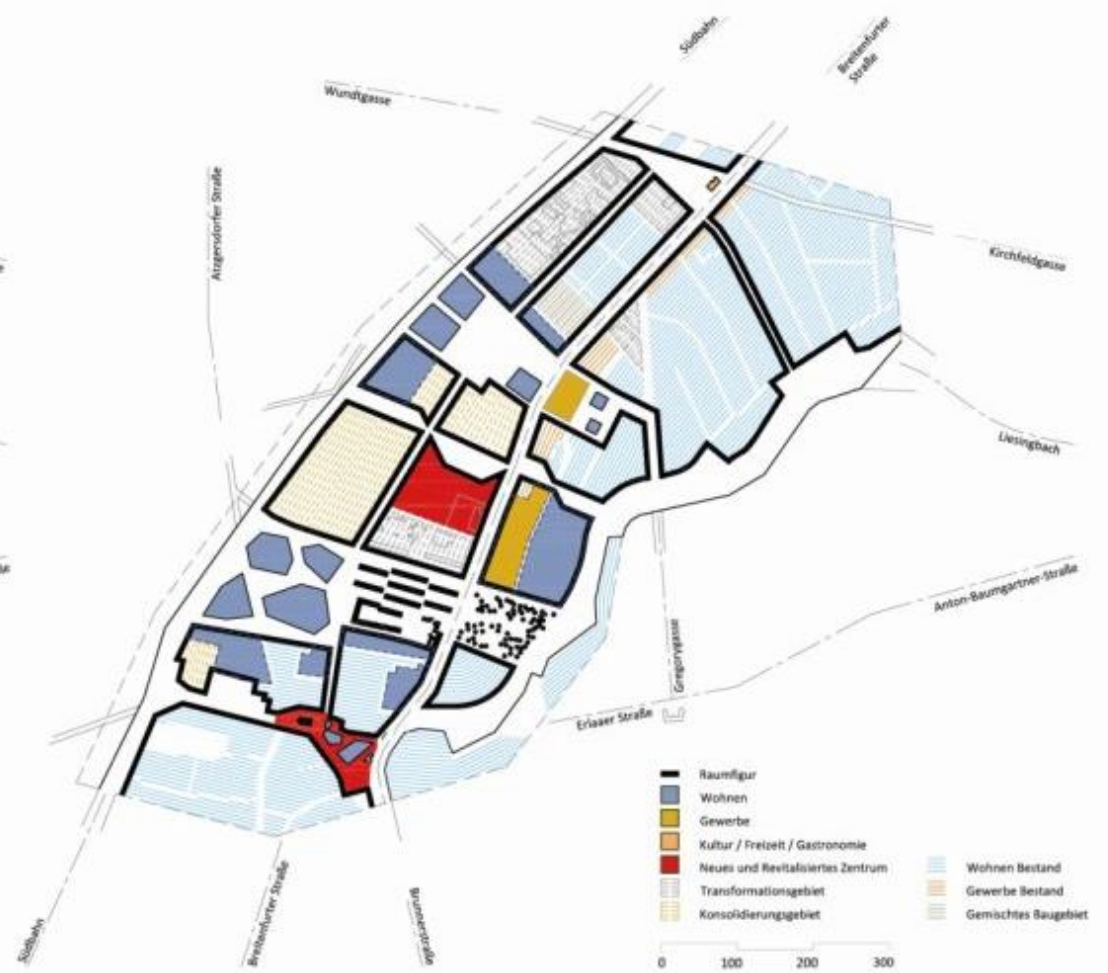 Südbahn
Breitenfurter
Straße
Wundtgasse
Atzgersdorfer Straße
Kirchfeldgasse
Liesingbach
Anton-Baumgartner-Straße
Gregorygasse
Erlaaer Straße
Raumfigur
Wohnen
Gewerbe
Kultur / Freizeit / Gastronomie
Neues und Revitalisiertes Zentrum
Transformationsgebiet
Konsolidierungsgebiet
Wohnen Bestand
Gewerbe Bestand
Gemischtes Baugebiet
0 100 200 300
Südbahn
Breitenfurter Straße
Brunnerstraße